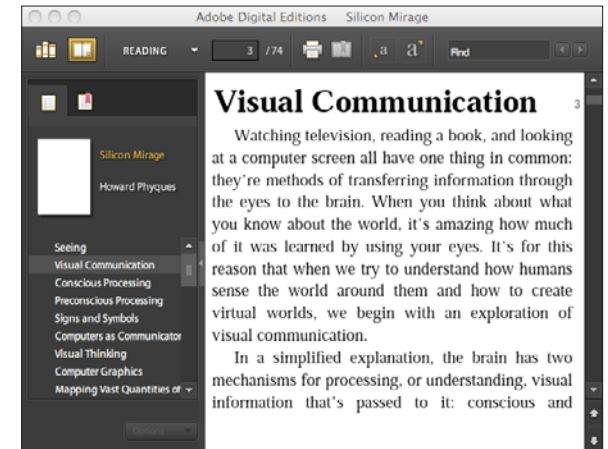 Adobe Digital Editions Silicon Mirage
READING
3 /74
.a
a
Find
Silicon Mirage
Howard Phyques
Seeing
Visual Communication
Conscious Processing
Preconscious Processing
Signs and Symbols
Computers as Communicator
Visual Thinking
Computer Graphics
Mapping Vast Quantities of
Options
Visual Communication
3
Watching television, reading a book, and looking
at a computer screen all have one thing in common:
they're methods of transferring information through
the eyes to the brain. When you think about what
you know about the world, it's amazing how much
of it was learned by using your eyes. It's for this
reason that when we try to understand how humans
sense the world around them and how to create
virtual worlds, we begin with an exploration of
visual communication.
In a simplified explanation, the brain has two
mechanisms for processing, or understanding, visual
information that's passed to it: conscious and